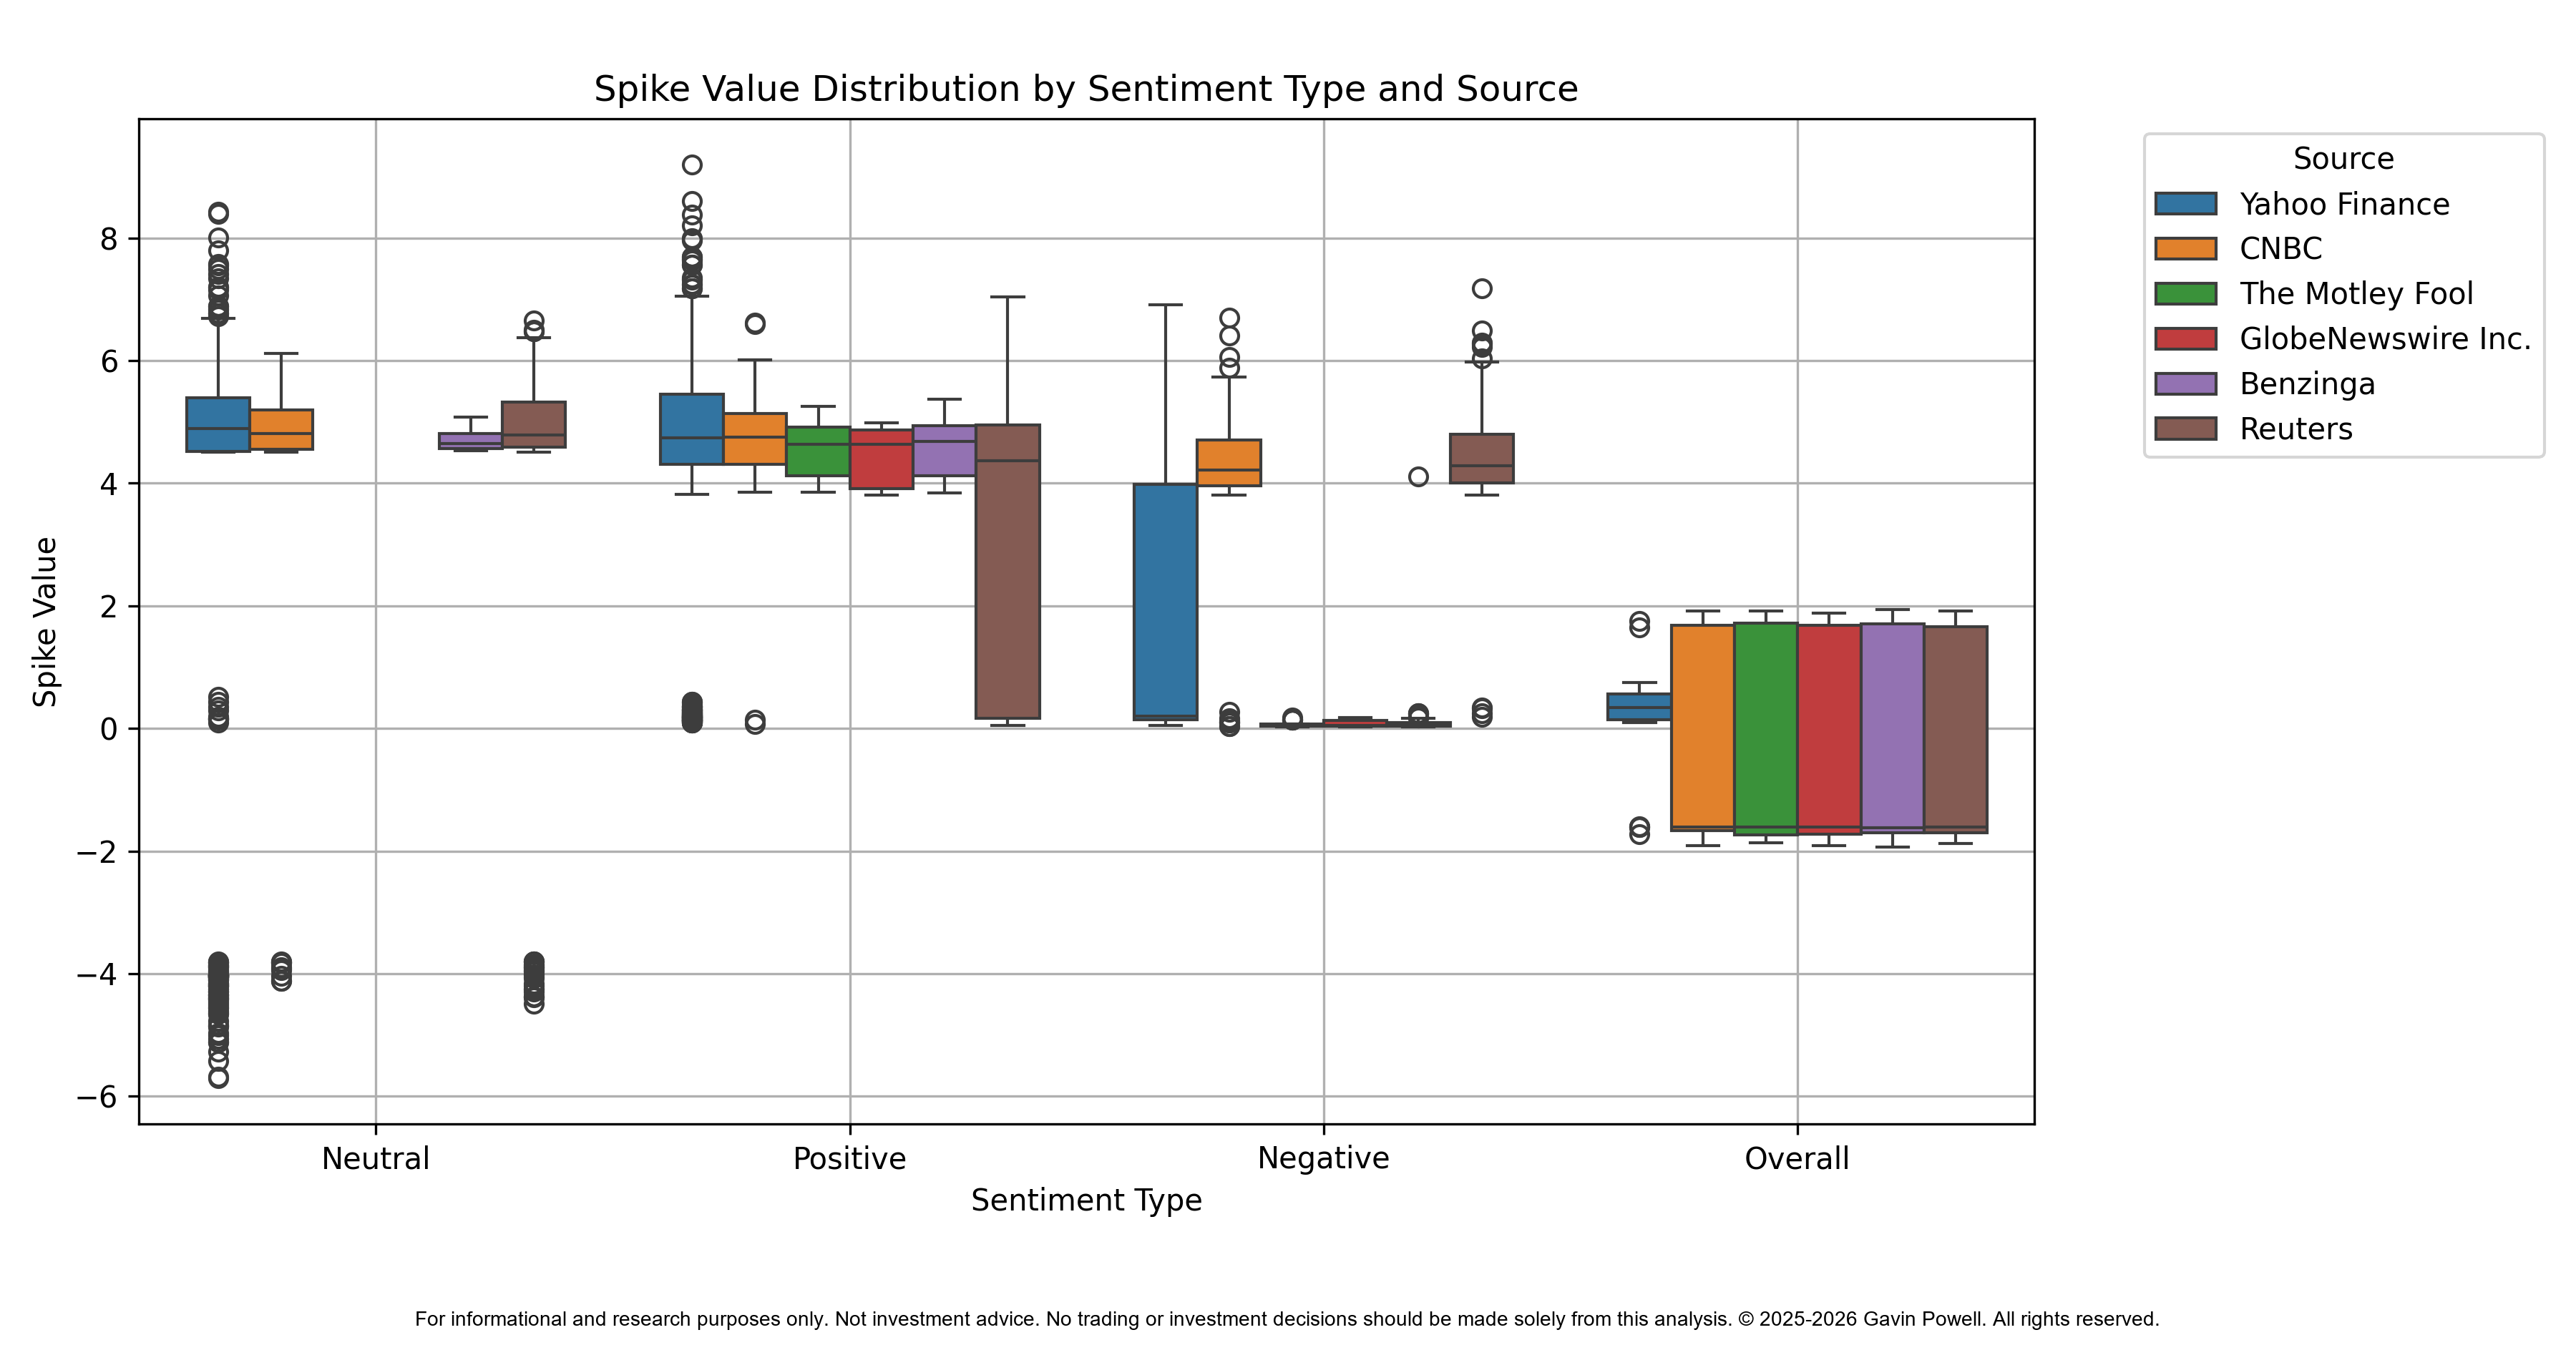 Spike Value Distribution by Sentiment Type and Source
Source
Yahoo Finance
CNBC
The Motley Fool
GlobeNewswire Inc.
Benzinga
Reuters
Spike Value
8
6
4
2
0
−2
−4
−6
Neutral
Positive
Negative
Overall
Sentiment Type
For informational and research purposes only. Not investment advice. No trading or investment decisions should be made solely from this analysis. © 2025-2026 Gavin Powell. All rights reserved.